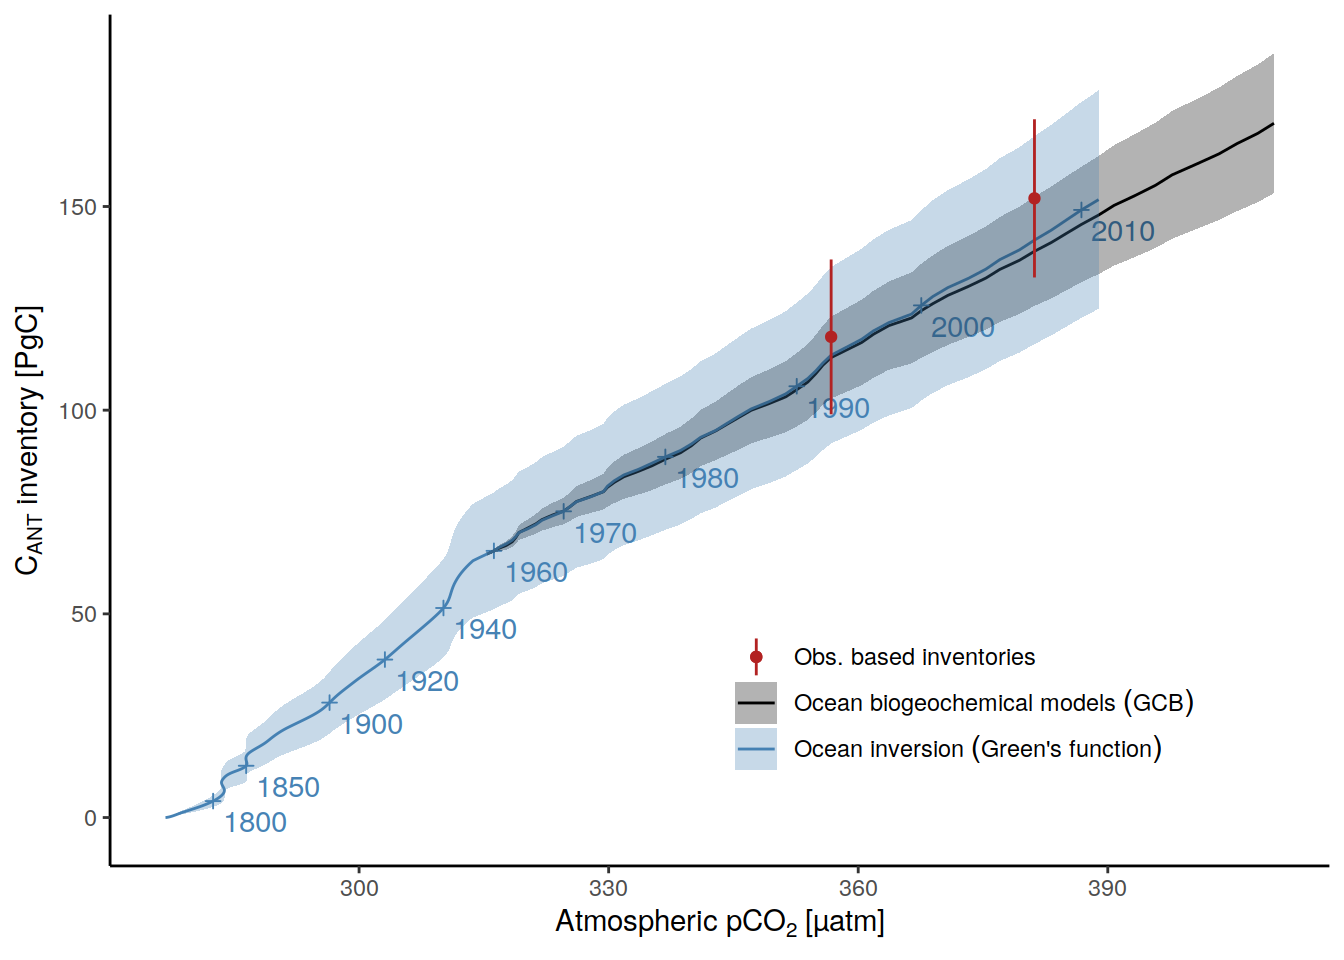 C_ANT inventory [PgC]
150
100
50
0
2010
2000
1990
1980
1970
1960
1940
1920
1900
1850
1800
Obs. based inventories
Ocean biogeochemical models (GCB)
Ocean inversion (Green's function)
300 330 360 390
Atmospheric pCO₂ [µatm]